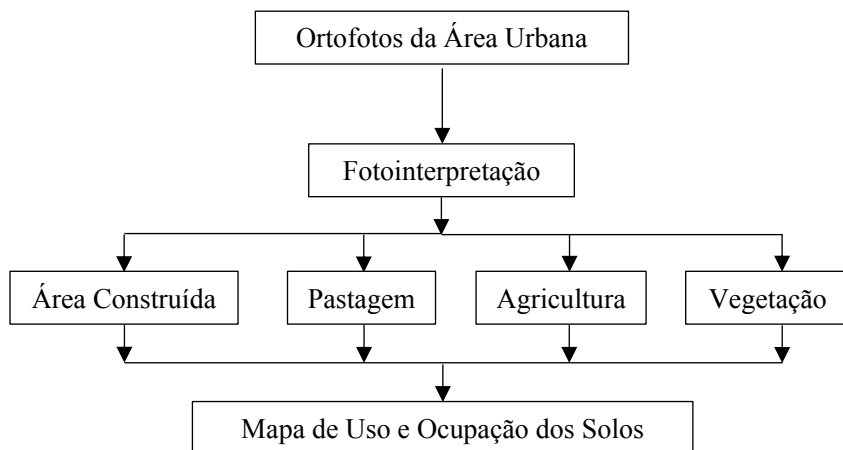 Ortofotos da Área Urbana
Fotointerpretação
Área Construída
Pastagem
Agricultura
Vegetação
Mapa de Uso e Ocupação dos Solos